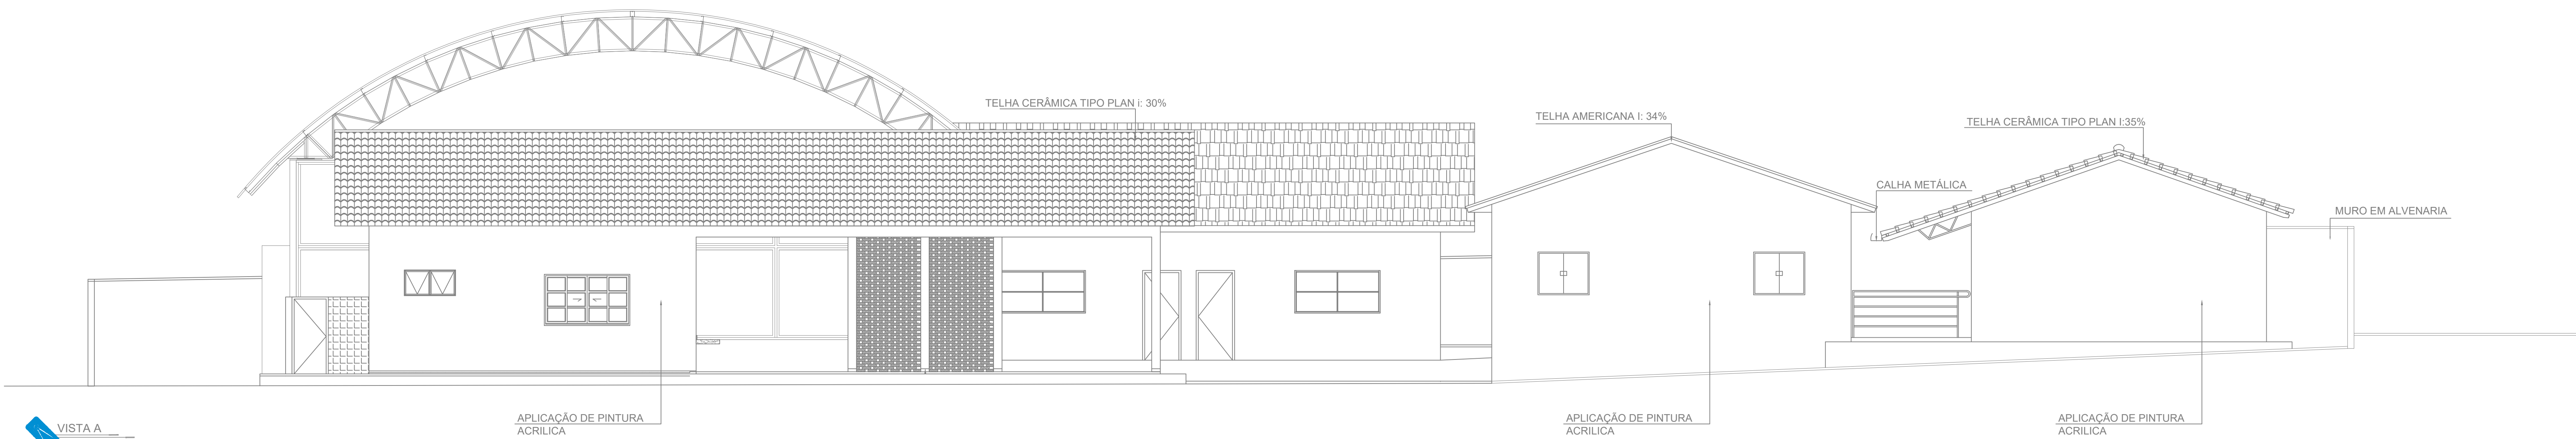 TELHA CERÂMICA TIPO PLAN i: 30%
TELHA AMERICANA I: 34%
TELHA CERÂMICA TIPO PLAN I:35%
CALHA METÁLICA
MURO EM ALVENARIA
APLICAÇÃO DE PINTURA
ACRILICA
APLICAÇÃO DE PINTURA
ACRILICA
APLICAÇÃO DE PINTURA
ACRILICA
VISTA A